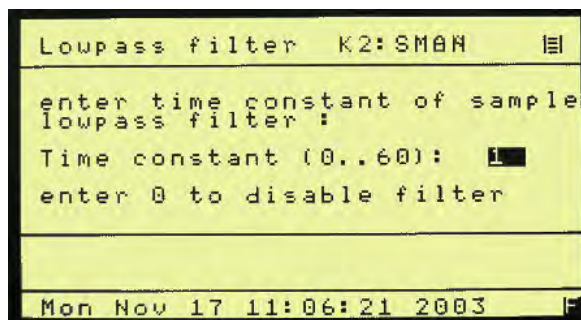 Lowpass filter K2:SMAN
enter time constant of sample
lowpass filter :
Time constant (0..60): 1
enter 0 to disable filter
Mon Nov 17 11:06:21 2003